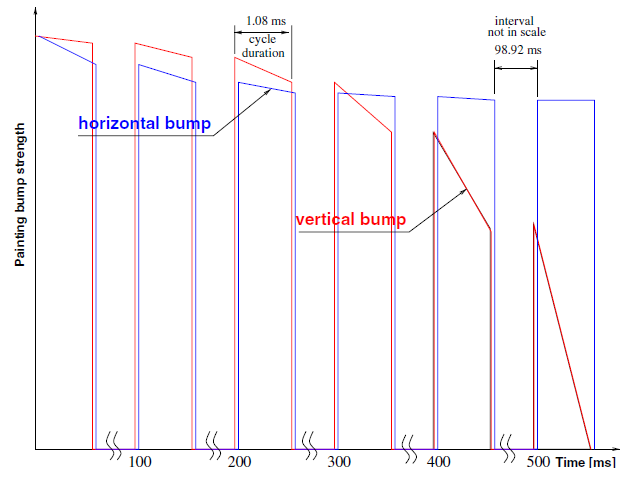 1.08 ms
cycle
duration
interval
not in scale
98.92 ms
horizontal bump
vertical bump
Painting bump strength
100
200
300
400
500
Time [ms]